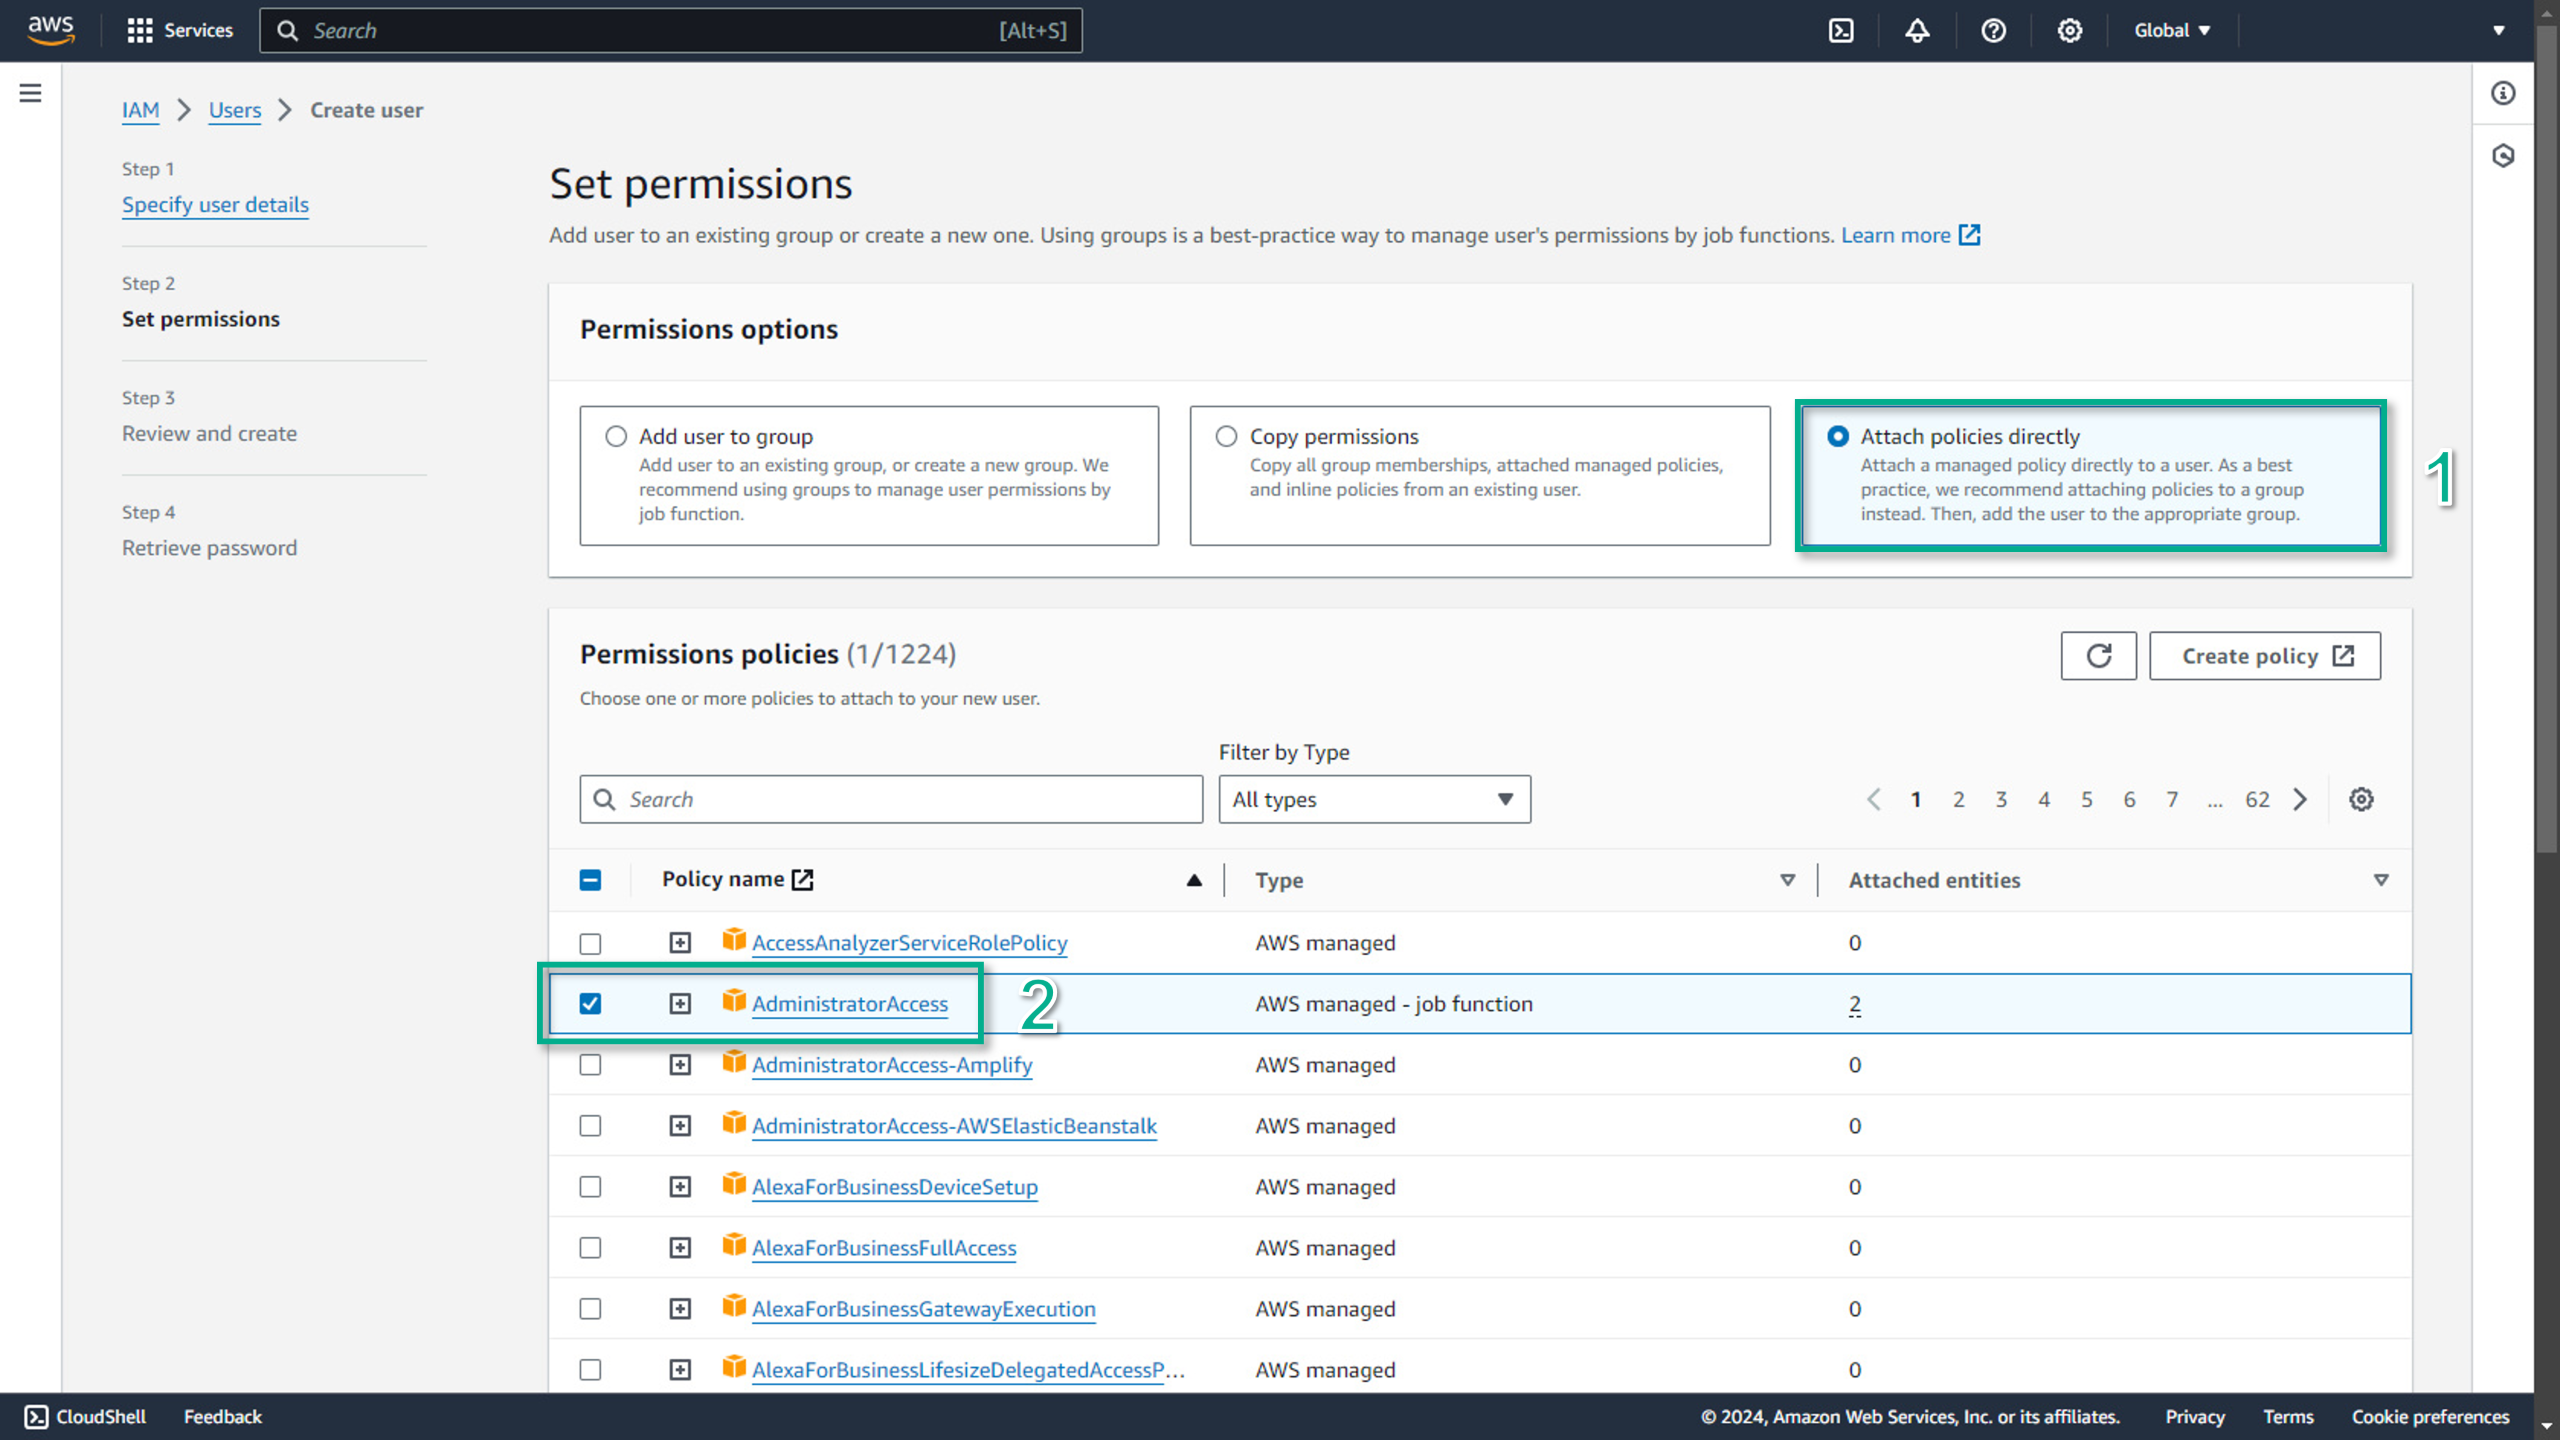 aws
Services
Search
[Alt+S]
Global
IAM
Users
Create user
Step 1
Specify user details
Step 2
Set permissions
Step 3
Review and create
Step 4
Retrieve password
Set permissions
Add user to an existing group or create a new one. Using groups is a best-practice way to manage user's permissions by job functions. Learn more
Permissions options
Add user to group
Add user to an existing group, or create a new group. We
recommend using groups to manage user permissions by
job function.
Copy permissions
Copy all group memberships, attached managed policies,
and inline policies from an existing user.
Attach policies directly
Attach a managed policy directly to a user. As a best
practice, we recommend attaching policies to a group
instead. Then, add the user to the appropriate group.
1
Permissions policies (1/1224)
Create policy
Choose one or more policies to attach to your new user.
Filter by Type
Search
All types
1 2 3 4 5 6 7 ... 62
Policy name
Type
Attached entities
AccessAnalyzerServiceRolePolicy AWS managed 0
AdministratorAccess 2 AWS managed - job function 2
AdministratorAccess-Amplify AWS managed 0
AdministratorAccess-AWSElasticBeanstalk AWS managed 0
AlexaForBusinessDeviceSetup AWS managed 0
AlexaForBusinessFullAccess AWS managed 0
AlexaForBusinessGatewayExecution AWS managed 0
AlexaForBusinessLifesizeDelegatedAccessP... AWS managed 0
CloudShell
Feedback
© 2024, Amazon Web Services, Inc. or its affiliates.
Privacy
Terms
Cookie preferences